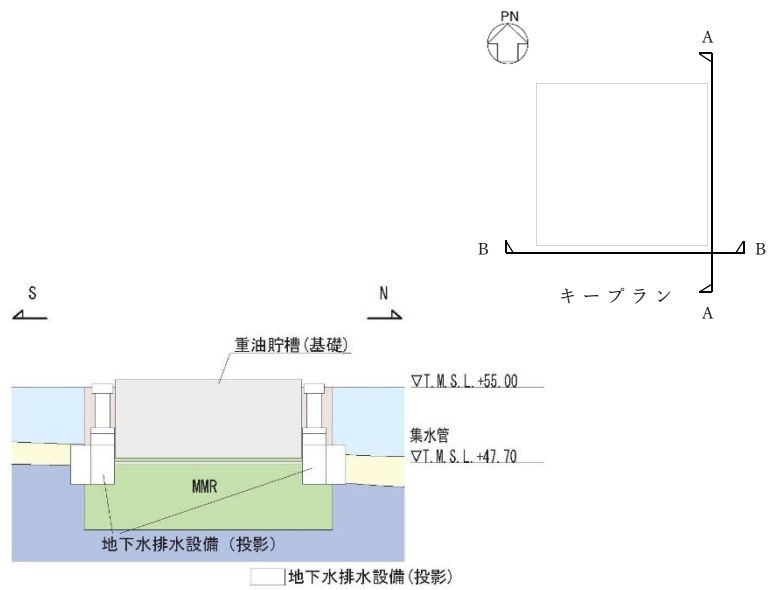 PN
A
B
B
キープラン
A
S
N
重油貯槽(基礎)
▽T.M.S.L.+55.00
集水管
▽T.M.S.L.+47.70
MMR
地下水排水設備(投影)
地下水排水設備(投影)